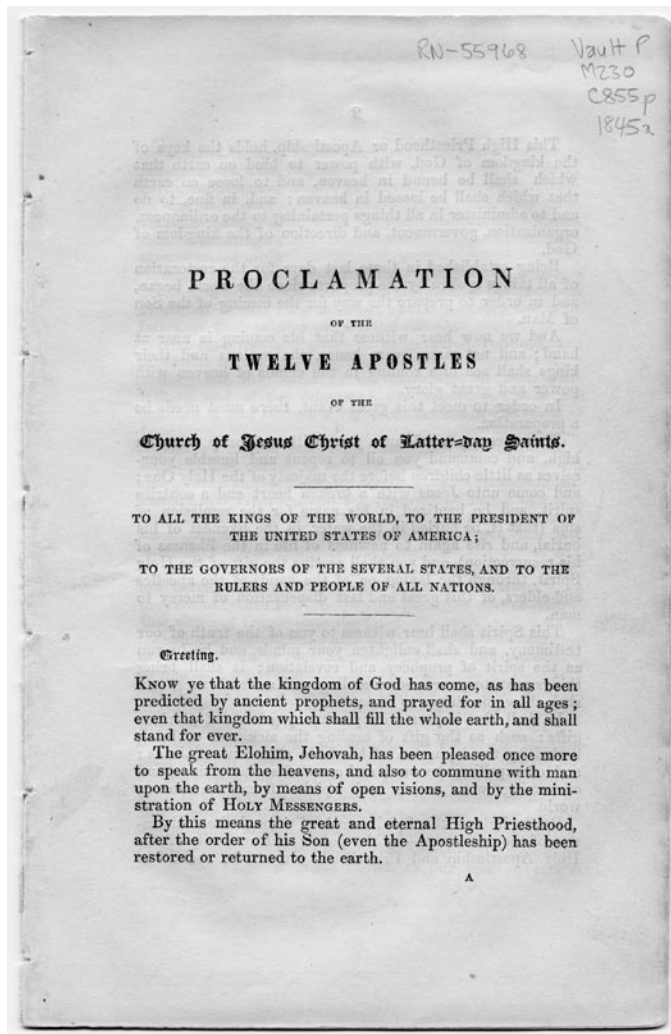 RN-55968
Vault P
M230
C855p
1845a
PROCLAMATION
OF THE
TWELVE APOSTLES
OF THE
Church of Jesus Christ of Latter=day Saints.
TO ALL THE KINGS OF THE WORLD, TO THE PRESIDENT OF
THE UNITED STATES OF AMERICA;
TO THE GOVERNORS OF THE SEVERAL STATES, AND TO THE
RULERS AND PEOPLE OF ALL NATIONS.
Greeting.
KNOW ye that the kingdom of God has come, as has been
predicted by ancient prophets, and prayed for in all ages;
even that kingdom which shall fill the whole earth, and shall
stand for ever.
The great Elohim, Jehovah, has been pleased once more
to speak from the heavens, and also to commune with man
upon the earth, by means of open visions, and by the mini-
stration of HOLY MESSENGERS.
By this means the great and eternal High Priesthood,
after the order of his Son (even the Apostleship) has been
restored or returned to the earth.
A